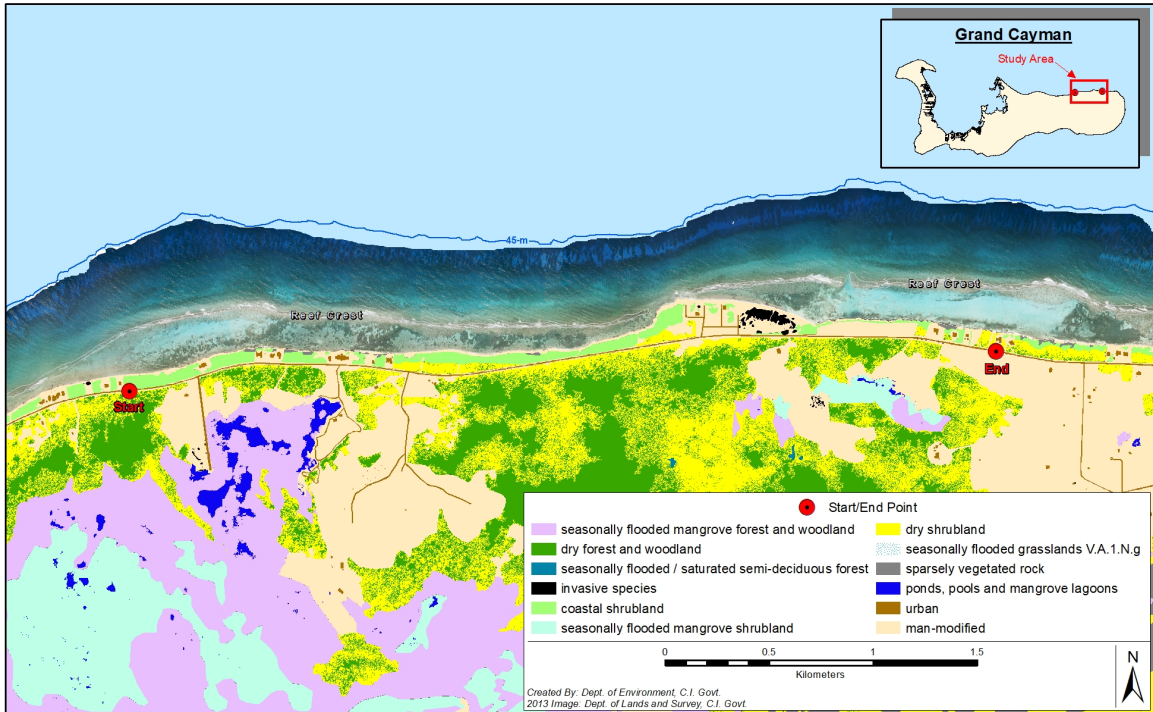 Grand Cayman
Study Area
45-m
Reef Crest
Reef Crest
Start
End
Start/End Point
seasonally flooded mangrove forest and woodland
dry forest and woodland
seasonally flooded / saturated semi-deciduous forest
invasive species
coastal shrubland
seasonally flooded mangrove shrubland
dry shrubland
seasonally flooded grasslands V.A.1.N.g
sparsely vegetated rock
ponds, pools and mangrove lagoons
urban
man-modified
0 0.5 1 1.5
Kilometers
N
Created By: Dept. of Environment, C.I. Govt.
2013 Image: Dept. of Lands and Survey, C.I. Govt.